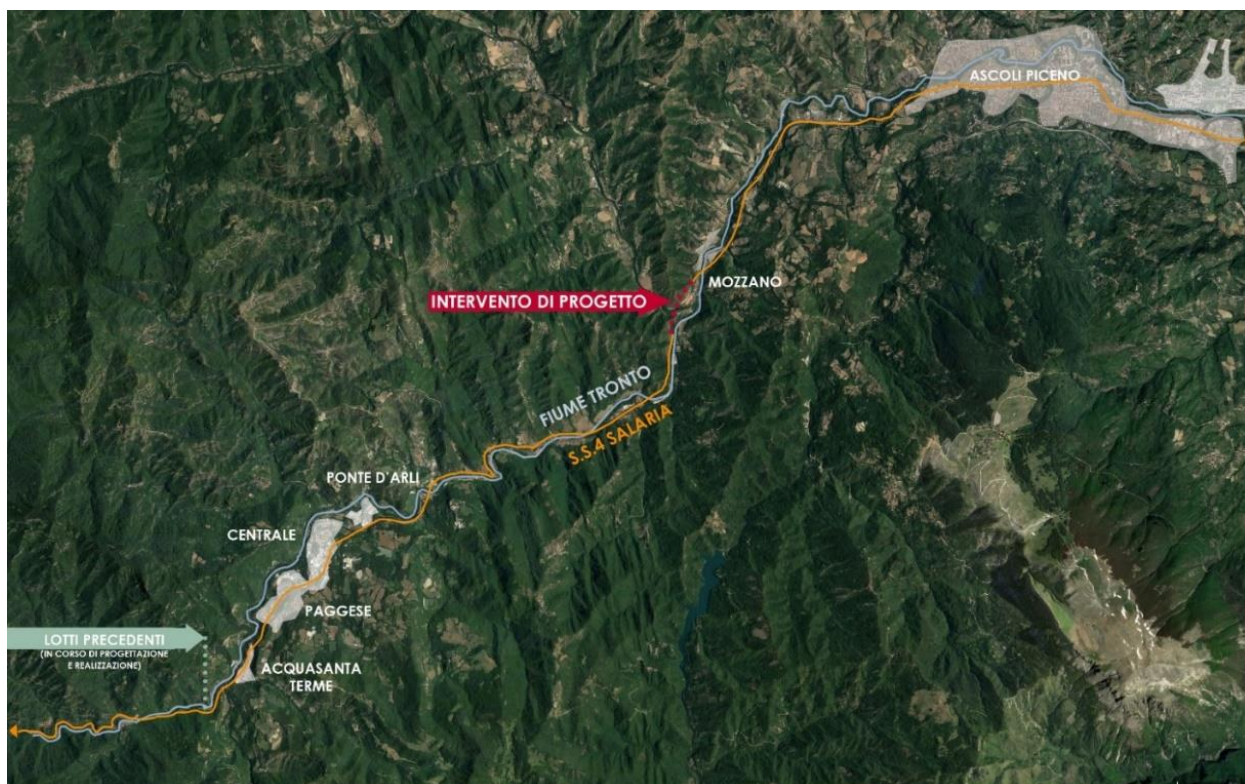 ASCOLI PICENO
MOZZANO
INTERVENTO DI PROGETTO
FIUME TRONTO
S.S.4 SALARIA
PONTE D'ARLI
CENTRALE
PAGGESE
LOTTI PRECEDENTI
(IN CORSO DI PROGETTAZIONE
E REALIZZAZIONE)
ACQUASANTA
TERME